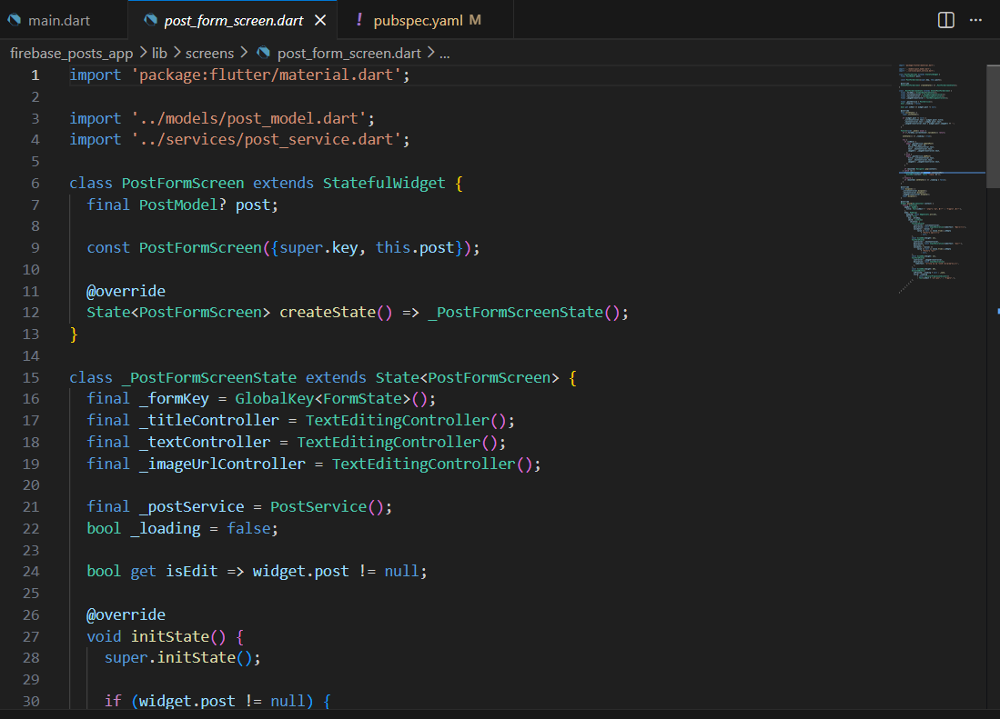 main.dart
post_form_screen.dart
! pubspec.yaml M
firebase_posts_app > lib > screens > post_form_screen.dart > ...
1 import 'package:flutter/material.dart';
2
3 import '../models/post_model.dart';
4 import '../services/post_service.dart';
5
6 class PostFormScreen extends StatefulWidget {
7 final PostModel? post;
8
9 const PostFormScreen({super.key, this.post});
10
11 @override
12 State<PostFormScreen> createState() => _PostFormScreenState();
13 }
14
15 class _PostFormScreenState extends State<PostFormScreen> {
16 final _formKey = GlobalKey<FormState>();
17 final _titleController = TextEditingController();
18 final _textController = TextEditingController();
19 final _imageUrlController = TextEditingController();
20
21 final _postService = PostService();
22 bool _loading = false;
23
24 bool get isEdit => widget.post != null;
25
26 @override
27 void initState() {
28 super.initState();
29
30 if (widget.post != null) {